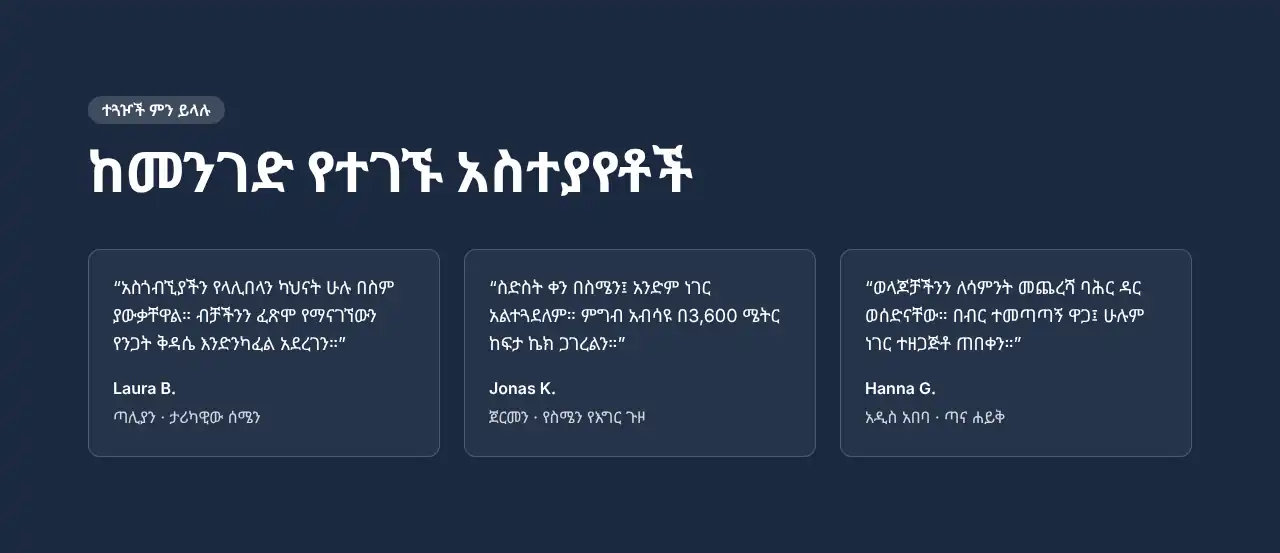 ተጓዦች ምን ይላሉ
ከመንገድ የተገኙ አስተያየቶች
“አስጎብኚያችን የላሊበላን ካህናት ሁሉ በስም
ያውቃቸዋል። ብቻችንን ፈጽሞ የማናገኘውን
የንጋት ቅዳሴ እንድንካፈል አደረገን።”
Laura B.
ጣሊያን · ታሪካዊው ሰሜን
“ስድስት ቀን በስሜን፤ አንድም ነገር
አልተጓደለም። ምግብ አብሳዩ በ3,600 ሜትር
ከፍታ ኬክ ጋገረልን።”
Jonas K.
ጀርመን · የስሜን የእግር ጉዞ
“ወላጆቻችንን ለሳምንት መጨረሻ ባሕር ዳር
ወሰድናቸው። በብር ተመጣጣኝ ዋጋ፤ ሁሉም
ነገር ተዘጋጅቶ ጠበቀን።”
Hanna G.
አዲስ አበባ · ጣና ሐይቅ